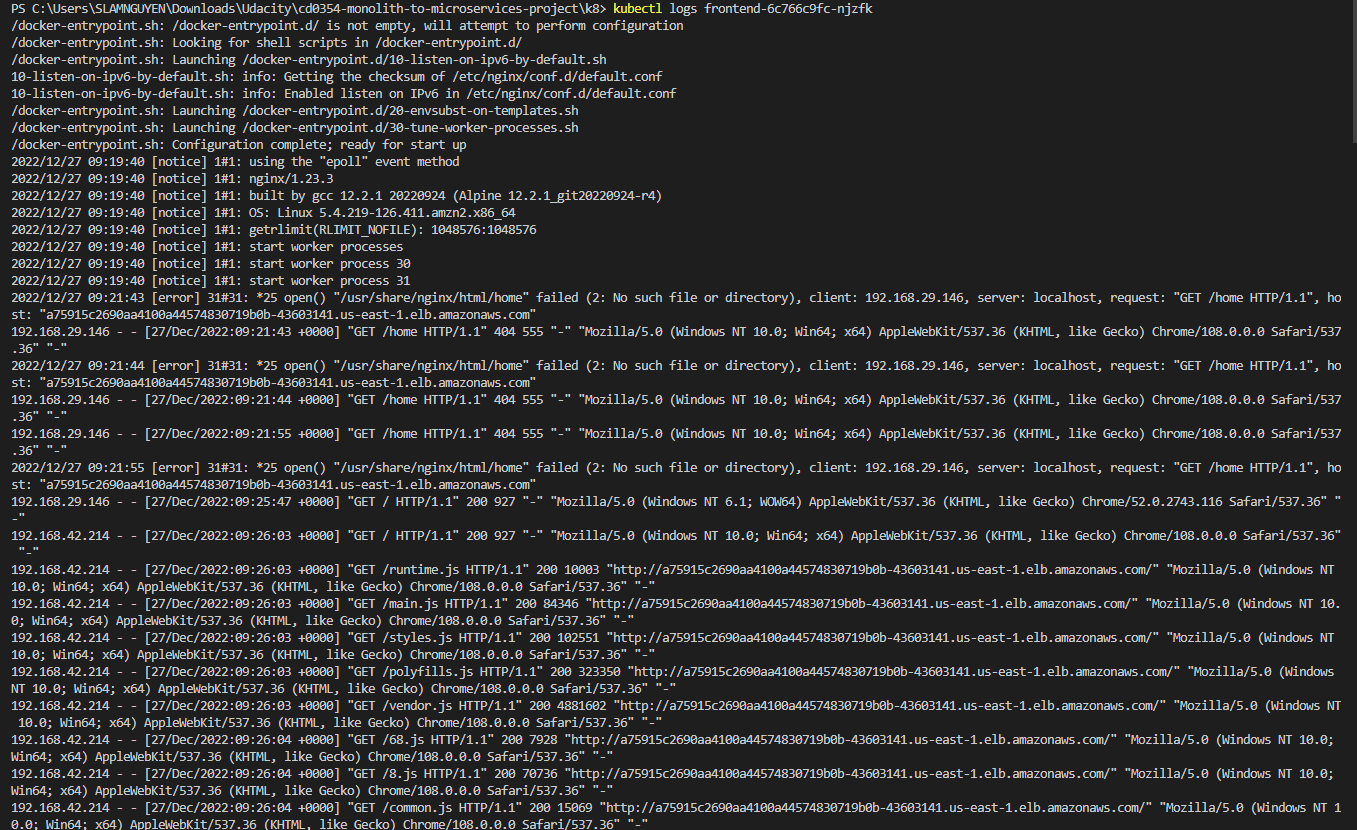 PS C:\Users\SLAMNGUYEN\Downloads\Udacity\cd0354-monolith-to-microservices-project\k8> kubectl logs frontend-6c766c9fc-njzfk
/docker-entrypoint.sh: /docker-entrypoint.d/ is not empty, will attempt to perform configuration
/docker-entrypoint.sh: Looking for shell scripts in /docker-entrypoint.d/
/docker-entrypoint.sh: Launching /docker-entrypoint.d/10-listen-on-ipv6-by-default.sh
10-listen-on-ipv6-by-default.sh: info: Getting the checksum of /etc/nginx/conf.d/default.conf
10-listen-on-ipv6-by-default.sh: info: Enabled listen on IPv6 in /etc/nginx/conf.d/default.conf
/docker-entrypoint.sh: Launching /docker-entrypoint.d/20-envsubst-on-templates.sh
/docker-entrypoint.sh: Launching /docker-entrypoint.d/30-tune-worker-processes.sh
/docker-entrypoint.sh: Configuration complete; ready for start up
2022/12/27 09:19:40 [notice] 1#1: using the "epoll" event method
2022/12/27 09:19:40 [notice] 1#1: nginx/1.23.3
2022/12/27 09:19:40 [notice] 1#1: built by gcc 12.2.1 20220924 (Alpine 12.2.1_git20220924-r4)
2022/12/27 09:19:40 [notice] 1#1: OS: Linux 5.4.219-126.411.amzn2.x86_64
2022/12/27 09:19:40 [notice] 1#1: getrlimit(RLIMIT_NOFILE): 1048576:1048576
2022/12/27 09:19:40 [notice] 1#1: start worker processes
2022/12/27 09:19:40 [notice] 1#1: start worker process 30
2022/12/27 09:19:40 [notice] 1#1: start worker process 31
2022/12/27 09:21:43 [error] 31#31: *25 open() "/usr/share/nginx/html/home" failed (2: No such file or directory), client: 192.168.29.146, server: localhost, request: "GET /home HTTP/1.1", ho
st: "a75915c2690aa4100a44574830719b0b-43603141.us-east-1.elb.amazonaws.com"
192.168.29.146 - - [27/Dec/2022:09:21:43 +0000] "GET /home HTTP/1.1" 404 555 "-" "Mozilla/5.0 (Windows NT 10.0; Win64; x64) AppleWebKit/537.36 (KHTML, like Gecko) Chrome/108.0.0.0 Safari/537
.36" "-"
2022/12/27 09:21:44 [error] 31#31: *25 open() "/usr/share/nginx/html/home" failed (2: No such file or directory), client: 192.168.29.146, server: localhost, request: "GET /home HTTP/1.1", ho
st: "a75915c2690aa4100a44574830719b0b-43603141.us-east-1.elb.amazonaws.com"
192.168.29.146 - - [27/Dec/2022:09:21:44 +0000] "GET /home HTTP/1.1" 404 555 "-" "Mozilla/5.0 (Windows NT 10.0; Win64; x64) AppleWebKit/537.36 (KHTML, like Gecko) Chrome/108.0.0.0 Safari/537
.36" "-"
192.168.29.146 - - [27/Dec/2022:09:21:55 +0000] "GET /home HTTP/1.1" 404 555 "-" "Mozilla/5.0 (Windows NT 10.0; Win64; x64) AppleWebKit/537.36 (KHTML, like Gecko) Chrome/108.0.0.0 Safari/537
.36" "-"
2022/12/27 09:21:55 [error] 31#31: *25 open() "/usr/share/nginx/html/home" failed (2: No such file or directory), client: 192.168.29.146, server: localhost, request: "GET /home HTTP/1.1", ho
st: "a75915c2690aa4100a44574830719b0b-43603141.us-east-1.elb.amazonaws.com"
192.168.29.146 - - [27/Dec/2022:09:25:47 +0000] "GET / HTTP/1.1" 200 927 "-" "Mozilla/5.0 (Windows NT 6.1; WOW64) AppleWebKit/537.36 (KHTML, like Gecko) Chrome/52.0.2743.116 Safari/537.36" "
-"
192.168.42.214 - - [27/Dec/2022:09:26:03 +0000] "GET / HTTP/1.1" 200 927 "-" "Mozilla/5.0 (Windows NT 10.0; Win64; x64) AppleWebKit/537.36 (KHTML, like Gecko) Chrome/108.0.0.0 Safari/537.36"
 "-"
192.168.42.214 - - [27/Dec/2022:09:26:03 +0000] "GET /runtime.js HTTP/1.1" 200 10003 "http://a75915c2690aa4100a44574830719b0b-43603141.us-east-1.elb.amazonaws.com/" "Mozilla/5.0 (Windows NT
10.0; Win64; x64) AppleWebKit/537.36 (KHTML, like Gecko) Chrome/108.0.0.0 Safari/537.36" "-"
192.168.42.214 - - [27/Dec/2022:09:26:03 +0000] "GET /main.js HTTP/1.1" 200 84346 "http://a75915c2690aa4100a44574830719b0b-43603141.us-east-1.elb.amazonaws.com/" "Mozilla/5.0 (Windows NT 10.
0; Win64; x64) AppleWebKit/537.36 (KHTML, like Gecko) Chrome/108.0.0.0 Safari/537.36" "-"
192.168.42.214 - - [27/Dec/2022:09:26:03 +0000] "GET /styles.js HTTP/1.1" 200 102551 "http://a75915c2690aa4100a44574830719b0b-43603141.us-east-1.elb.amazonaws.com/" "Mozilla/5.0 (Windows NT
10.0; Win64; x64) AppleWebKit/537.36 (KHTML, like Gecko) Chrome/108.0.0.0 Safari/537.36" "-"
192.168.42.214 - - [27/Dec/2022:09:26:03 +0000] "GET /polyfills.js HTTP/1.1" 200 323350 "http://a75915c2690aa4100a44574830719b0b-43603141.us-east-1.elb.amazonaws.com/" "Mozilla/5.0 (Windows
NT 10.0; Win64; x64) AppleWebKit/537.36 (KHTML, like Gecko) Chrome/108.0.0.0 Safari/537.36" "-"
192.168.42.214 - - [27/Dec/2022:09:26:03 +0000] "GET /vendor.js HTTP/1.1" 200 4881602 "http://a75915c2690aa4100a44574830719b0b-43603141.us-east-1.elb.amazonaws.com/" "Mozilla/5.0 (Windows NT
 10.0; Win64; x64) AppleWebKit/537.36 (KHTML, like Gecko) Chrome/108.0.0.0 Safari/537.36" "-"
192.168.42.214 - - [27/Dec/2022:09:26:04 +0000] "GET /68.js HTTP/1.1" 200 7928 "http://a75915c2690aa4100a44574830719b0b-43603141.us-east-1.elb.amazonaws.com/" "Mozilla/5.0 (Windows NT 10.0;
Win64; x64) AppleWebKit/537.36 (KHTML, like Gecko) Chrome/108.0.0.0 Safari/537.36" "-"
192.168.42.214 - - [27/Dec/2022:09:26:04 +0000] "GET /8.js HTTP/1.1" 200 70736 "http://a75915c2690aa4100a44574830719b0b-43603141.us-east-1.elb.amazonaws.com/" "Mozilla/5.0 (Windows NT 10.0;
Win64; x64) AppleWebKit/537.36 (KHTML, like Gecko) Chrome/108.0.0.0 Safari/537.36" "-"
192.168.42.214 - - [27/Dec/2022:09:26:04 +0000] "GET /common.js HTTP/1.1" 200 15069 "http://a75915c2690aa4100a44574830719b0b-43603141.us-east-1.elb.amazonaws.com/" "Mozilla/5.0 (Windows NT 1
0.0; Win64; x64) AppleWebKit/537.36 (KHTML, like Gecko) Chrome/108.0.0.0 Safari/537.36" "-"